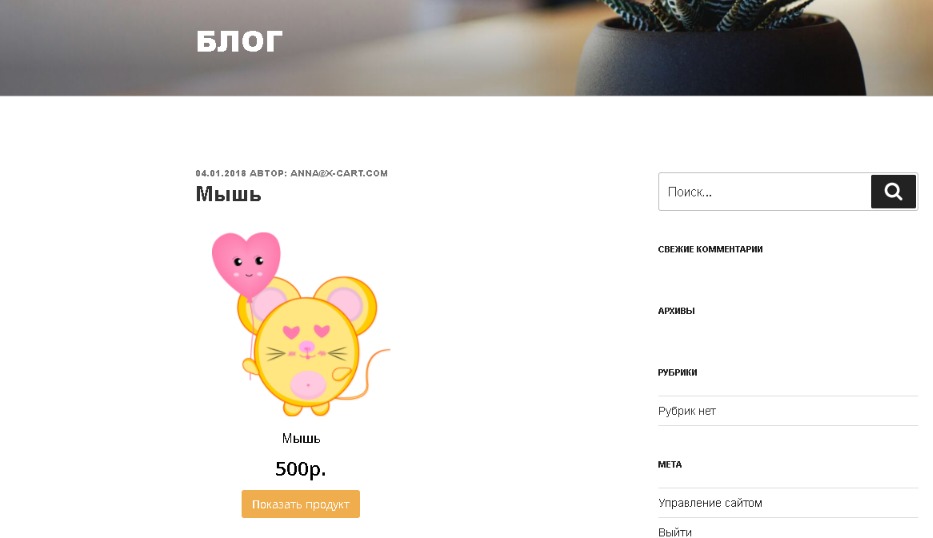 БЛОГ
04.01.2018 АВТОР: ANNA@X-CART.COM
Мышь
Мышь
500р.
Показать продукт
Поиск...
СВЕЖИЕ КОММЕНТАРИИ
АРХИВЫ
РУБРИКИ
Рубрик нет
МЕТА
Управление сайтом
Выйти